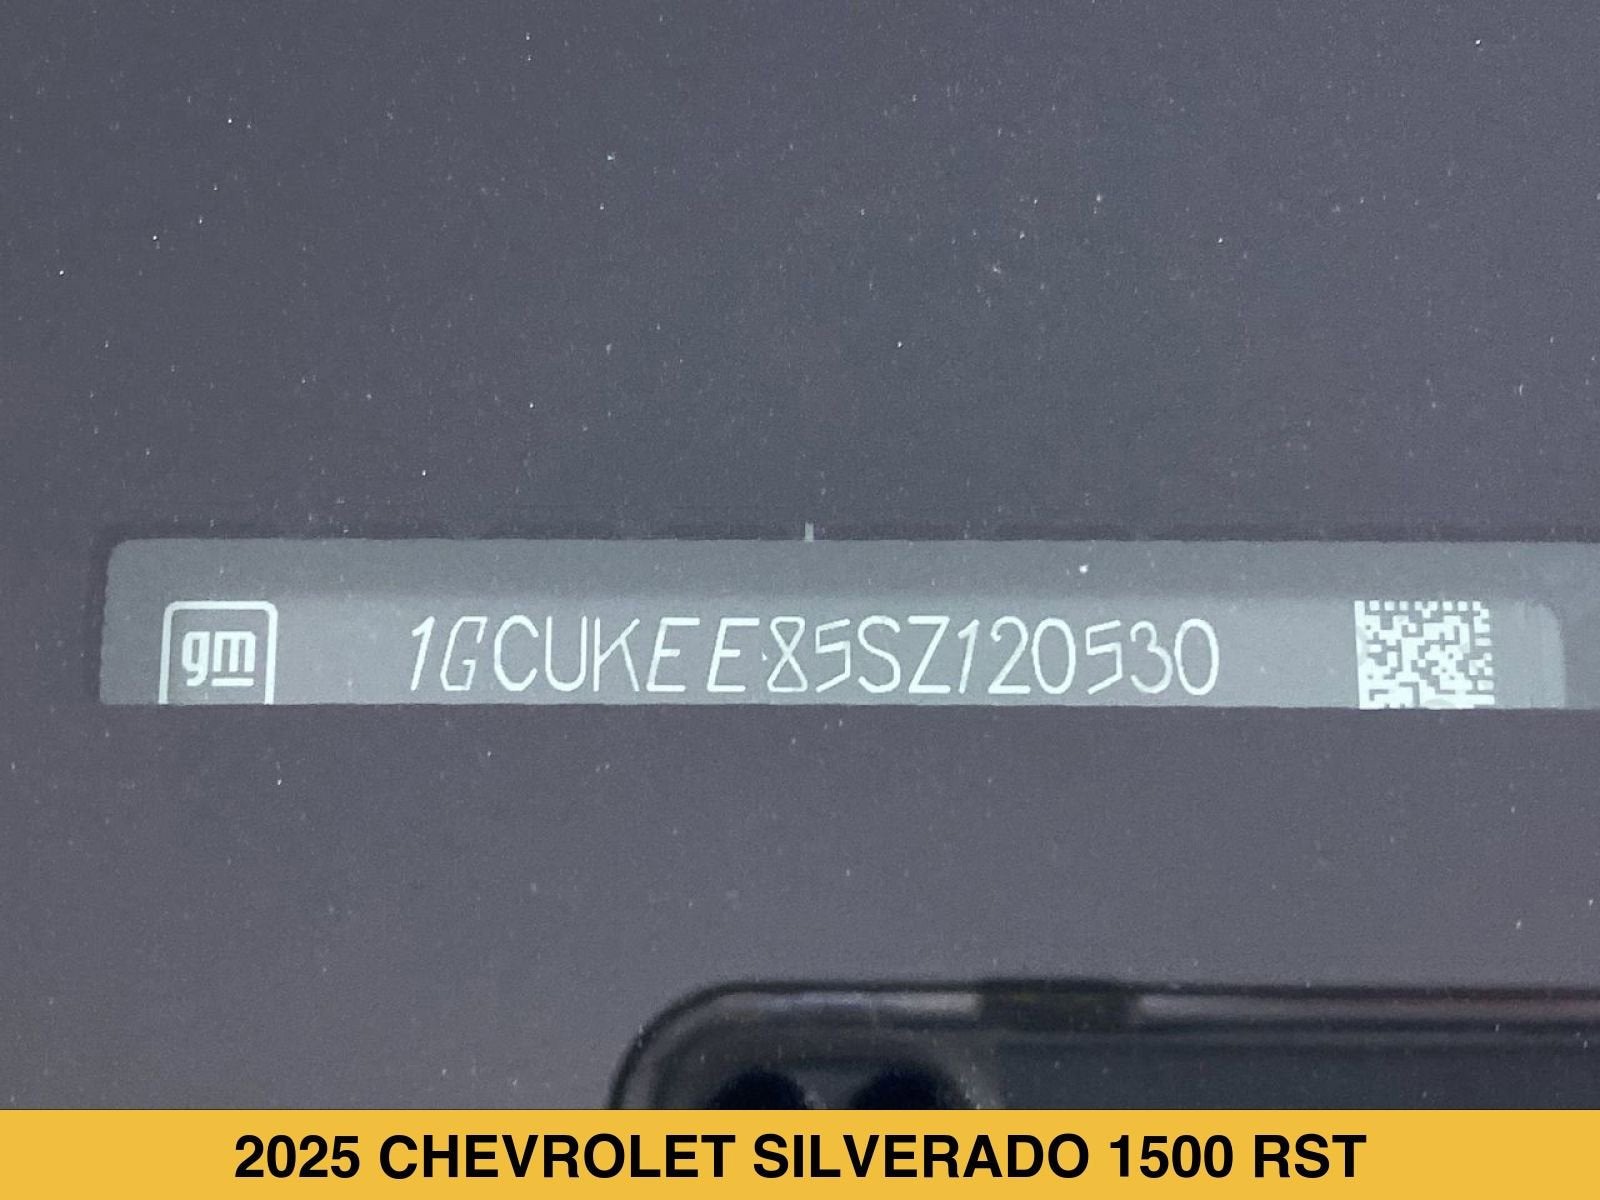 gm 1GCUKEE85SZ120530
2025 CHEVROLET SILVERADO 1500 RST